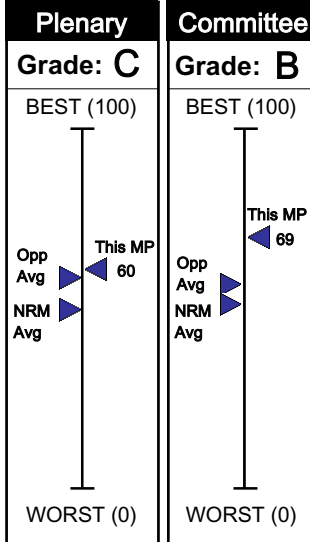 Plenary
Grade: C
BEST (100)
This MP
60
Opp
Avg
NRM
Avg
WORST (0)
Committee
Grade: B
BEST (100)
This MP
69
Opp
Avg
NRM
Avg
WORST (0)